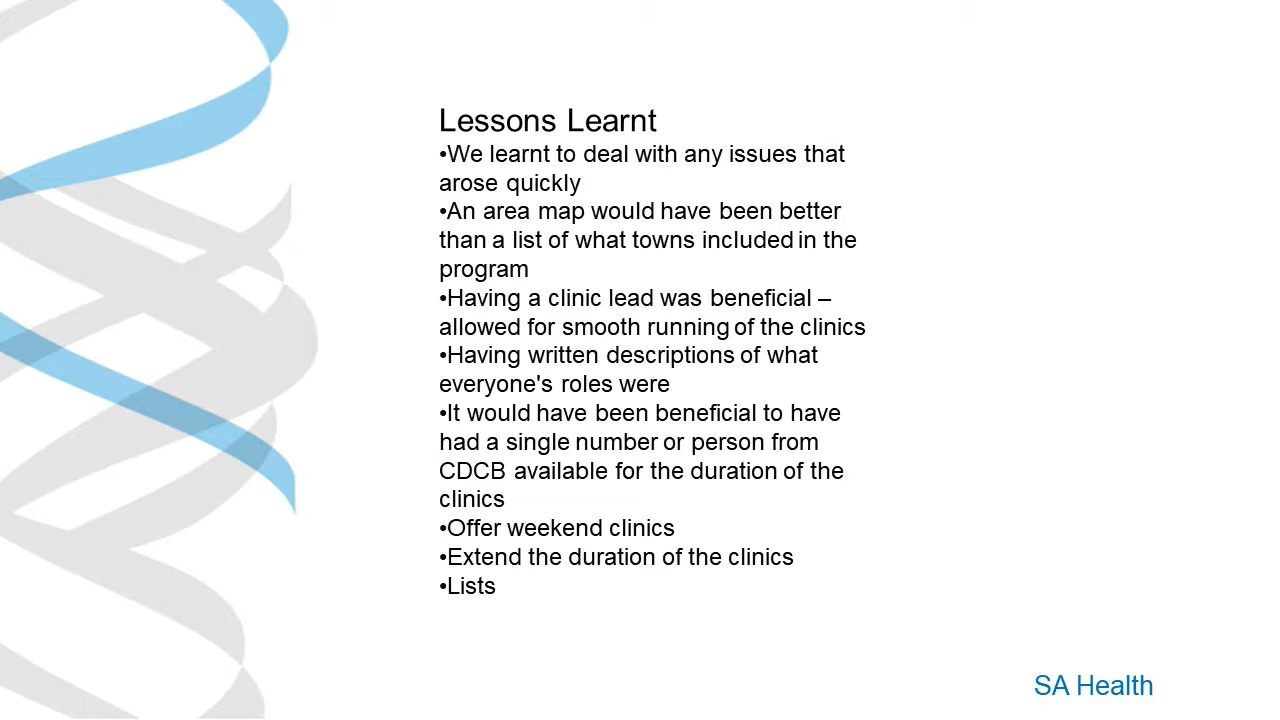 Lessons Learnt
•We learnt to deal with any issues that
arose quickly
•An area map would have been better
than a list of what towns included in the
program
•Having a clinic lead was beneficial –
allowed for smooth running of the clinics
•Having written descriptions of what
everyone's roles were
•It would have been beneficial to have
had a single number or person from
CDCB available for the duration of the
clinics
•Offer weekend clinics
•Extend the duration of the clinics
•Lists
SA Health